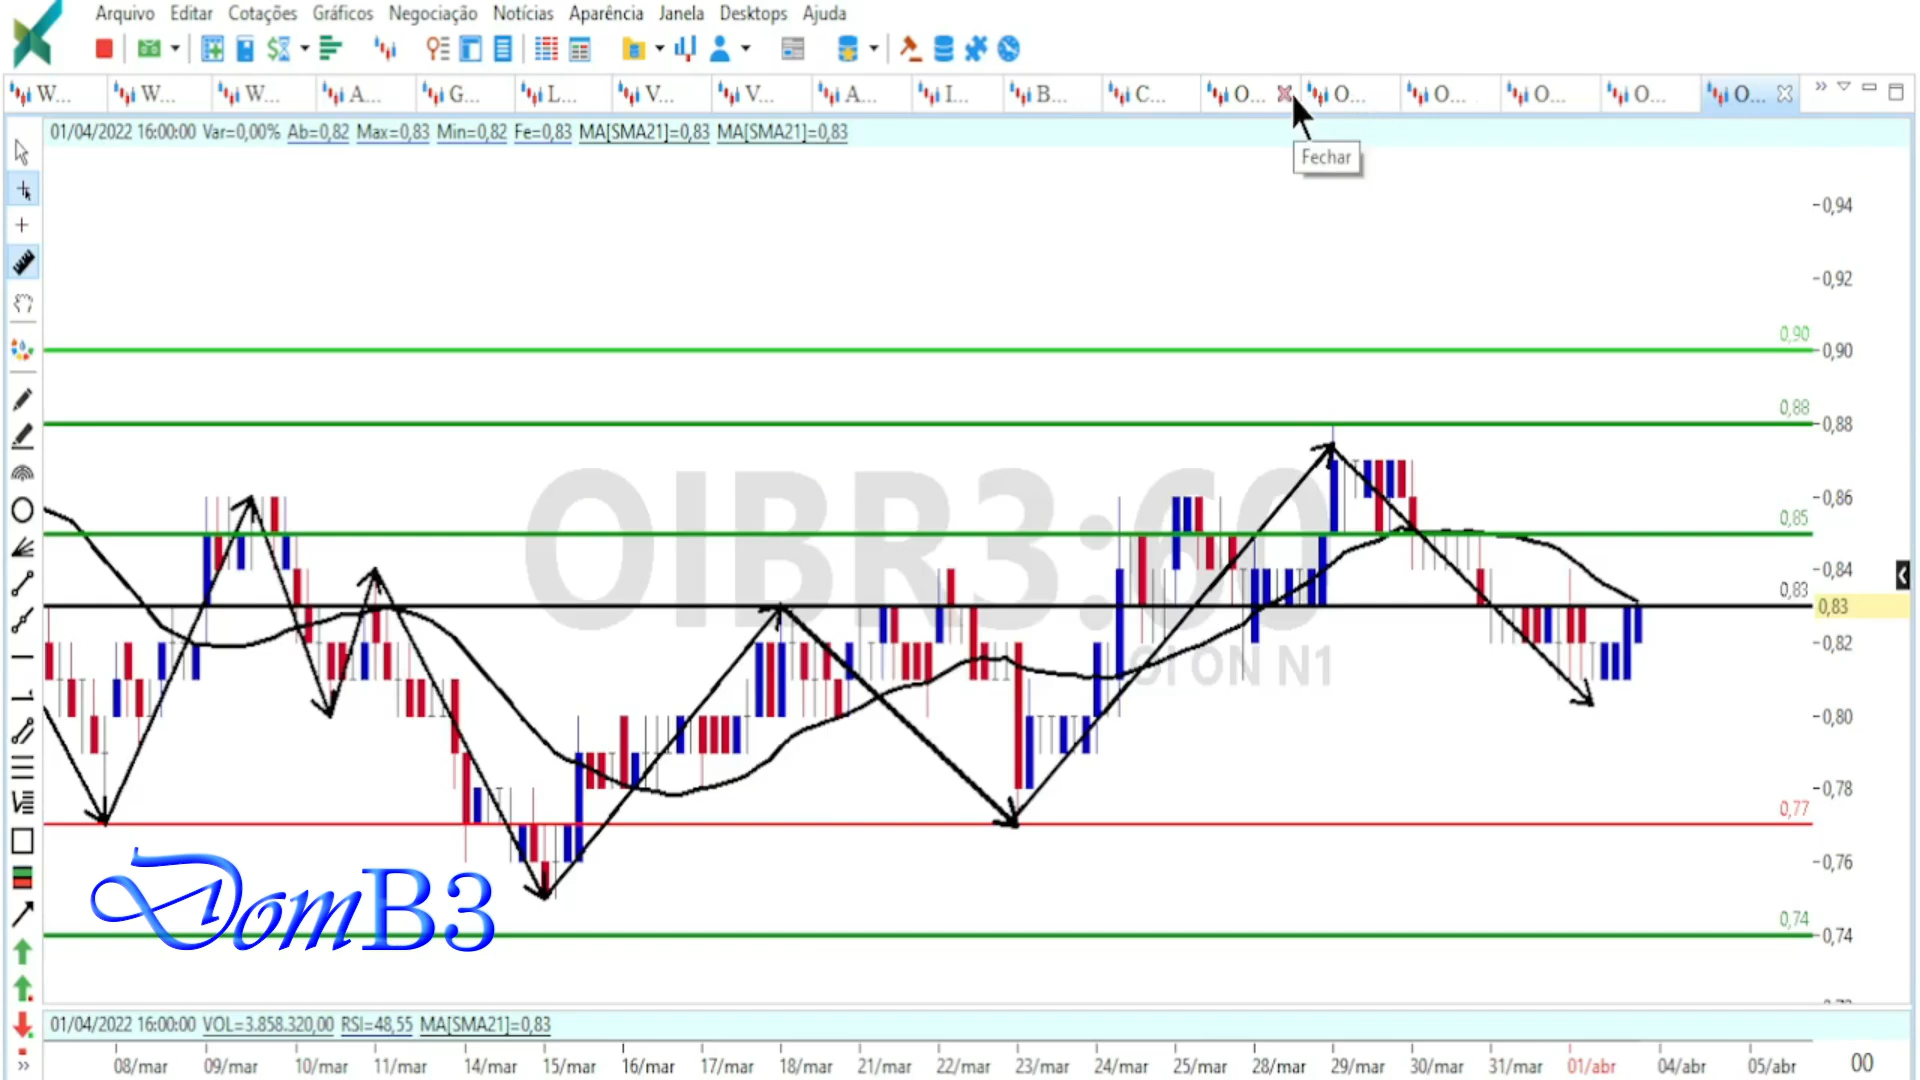 Arquivo Editar Cotações Gráficos Negociação Notícias Aparência Janela Desktops Ajuda
W... W... W... A... G... L... V... V... A... I... B... C... O... O... O... O... O... O...
01/04/2022 16:00:00 Var=0,00% Ab=0,82 Max=0,83 Min=0,82 Fe=0,83 MA[SMA21]=0,83 MA[SMA21]=0,83
Fechar
0,94
0,92
0,90
0,90
0,88
0,88
OIBR3:60
0,86
0,85
0,84
0,83
0,83
0,82
OI ON N1
0,80
0,78
0,77
0,76
DomB3
0,74
0,74
01/04/2022 16:00:00 VOL=3.858.320,00 RSI=48,55 MA[SMA21]=0,83
08/mar 09/mar 10/mar 11/mar 14/mar 15/mar 16/mar 17/mar 18/mar 21/mar 22/mar 23/mar 24/mar 25/mar 28/mar 29/mar 30/mar 31/mar 01/abr 04/abr 05/abr 00